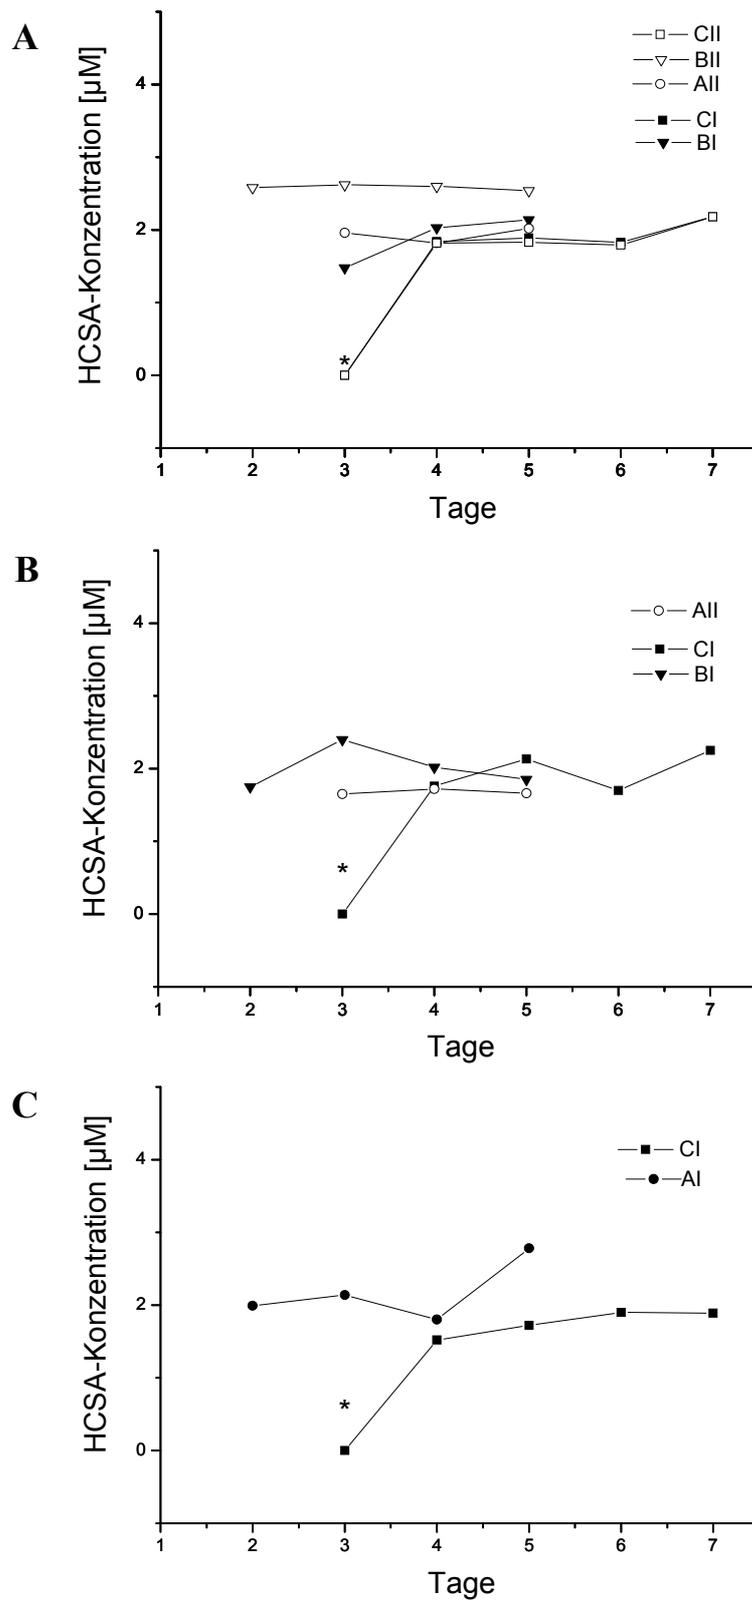 A
CII
BII
AII
CI
BI
HCSA-Konzentration [µM]
4
2
0
*
1 2 3 4 5 6 7
Tage
B
AII
CI
BI
HCSA-Konzentration [µM]
4
2
0
*
1 2 3 4 5 6 7
Tage
C
CI
AI
HCSA-Konzentration [µM]
4
2
0
*
1 2 3 4 5 6 7
Tage